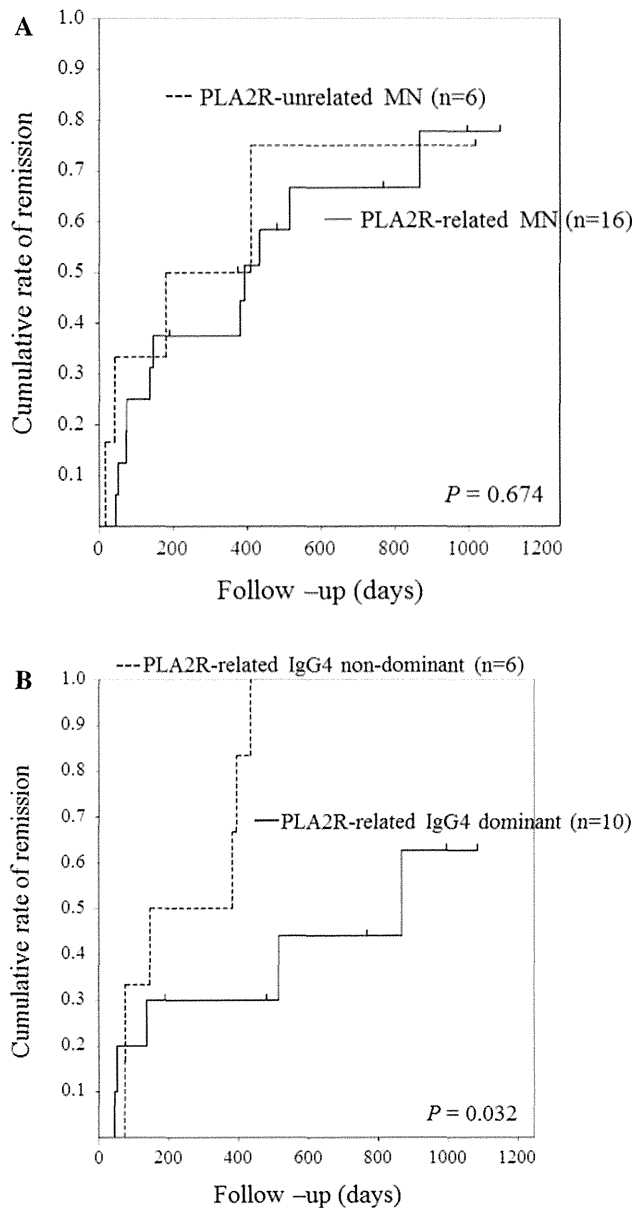 A
1.0
0.9
0.8
0.7
0.6
0.5
0.4
0.3
0.2
0.1
Cumulative rate of remission
PLA2R-unrelated MN (n=6)
PLA2R-related MN (n=16)
P = 0.674
0 200 400 600 800 1000 1200
Follow –up (days)
B
PLA2R-related IgG4 non-dominant (n=6)
1.0
0.9
0.8
0.7
0.6
0.5
0.4
0.3
0.2
0.1
Cumulative rate of remission
PLA2R-related IgG4 dominant (n=10)
P = 0.032
0 200 400 600 800 1000 1200
Follow –up (days)